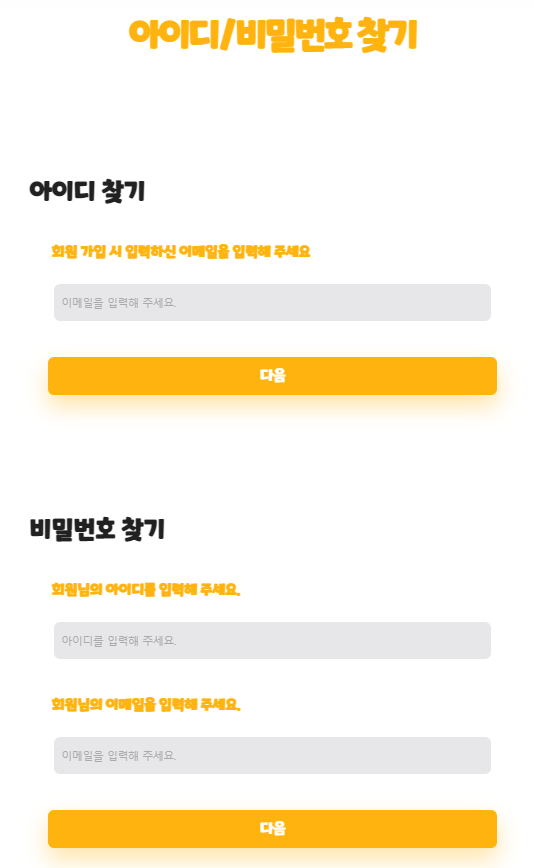 아이디/비밀번호 찾기
아이디 찾기
회원 가입 시 입력하신 이메일을 입력해 주세요
이메일을 입력해 주세요.
다음
비밀번호 찾기
회원님의 아이디를 입력해 주세요.
아이디를 입력해 주세요.
회원님의 이메일을 입력해 주세요.
이메일을 입력해 주세요.
다음